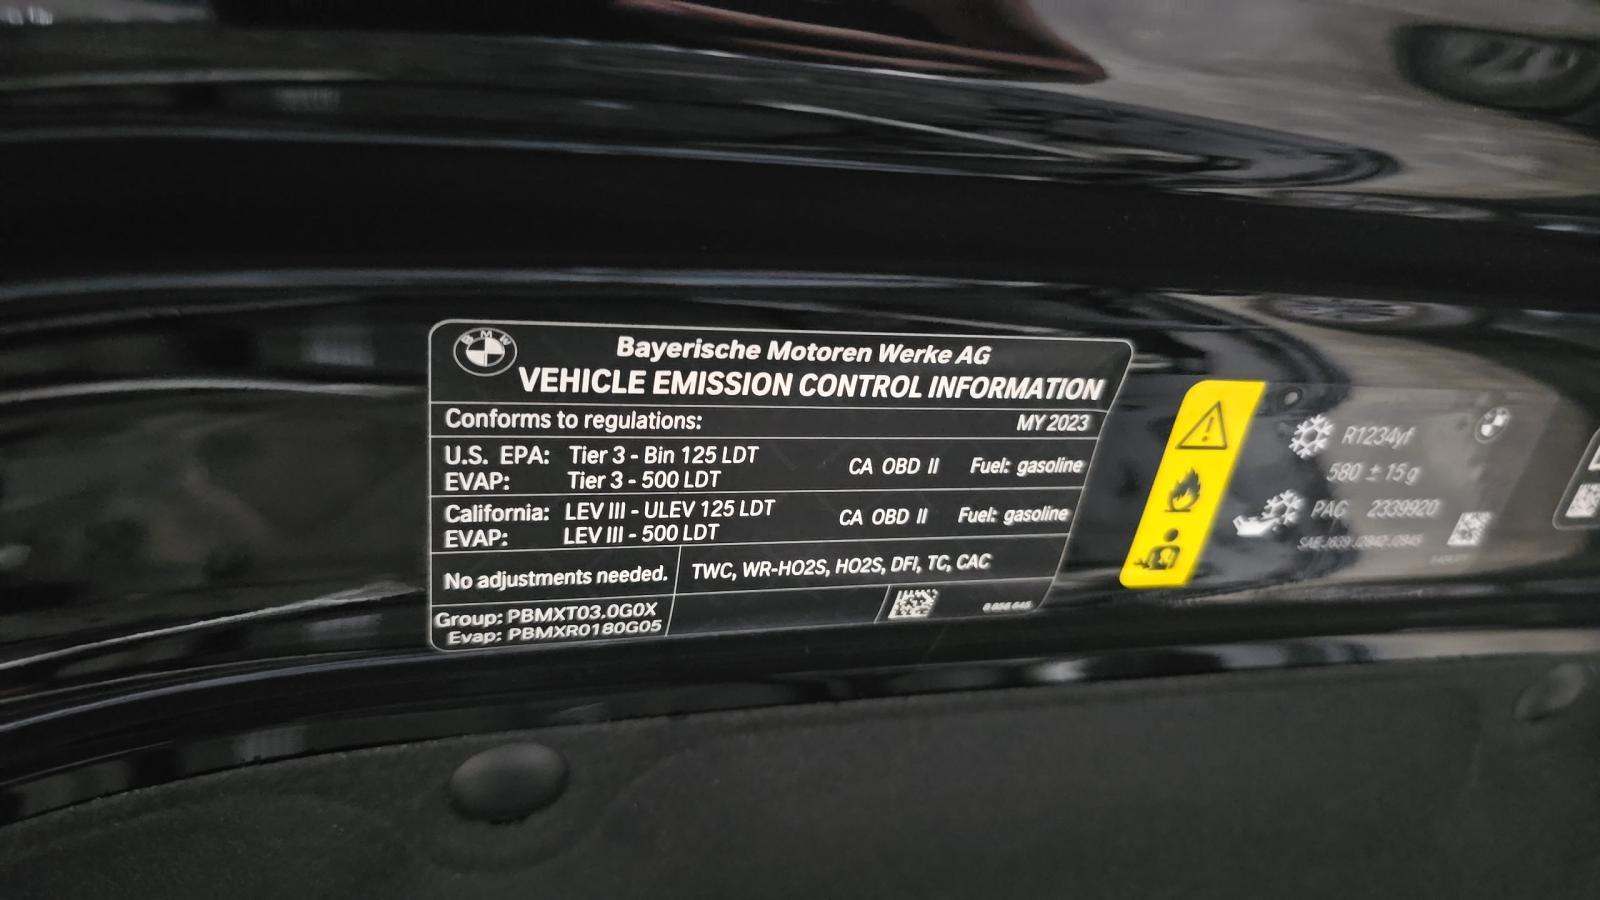 BMW
Bayerische Motoren Werke AG
VEHICLE EMISSION CONTROL INFORMATION
Conforms to regulations: MY 2023
U.S. EPA: Tier 3 - Bin 125 LDT
EVAP: Tier 3 - 500 LDT
CA OBD II Fuel: gasoline
California: LEV III - ULEV 125 LDT
EVAP: LEV III - 500 LDT
CA OBD II Fuel: gasoline
No adjustments needed. TWC, WR-HO2S, HO2S, DFI, TC, CAC
Group: PBMXT03.0G0X
Evap: PBMXR0180G05
R1234yf
580 ± 15 g
PAG 2339920